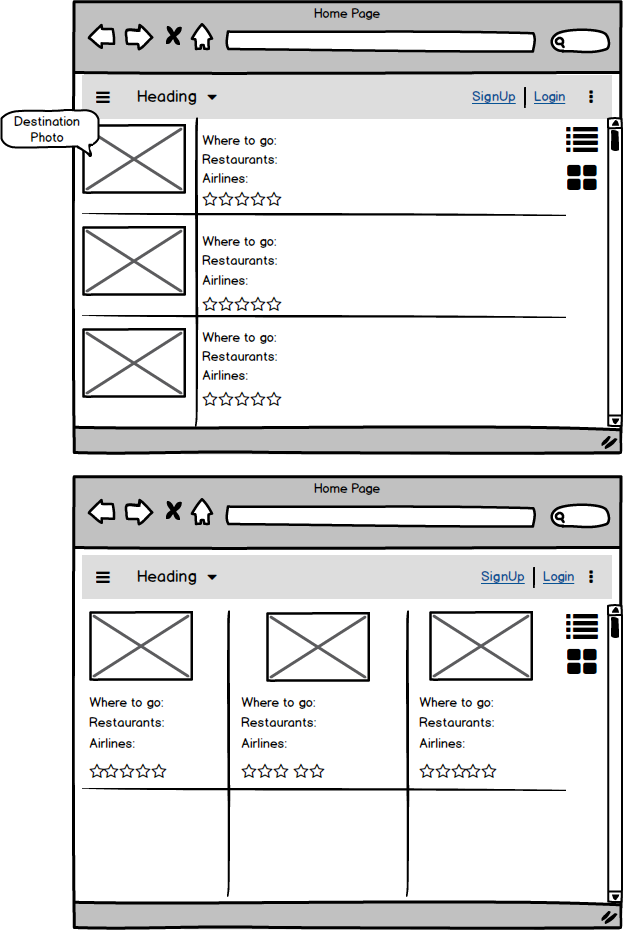 Home Page
Heading
SignUp Login
Destination
Photo
Where to go:
Restaurants:
Airlines:
Where to go:
Restaurants:
Airlines:
Where to go:
Restaurants:
Airlines:
Home Page
Heading
SignUp Login
Where to go:
Restaurants:
Airlines:
Where to go:
Restaurants:
Airlines:
Where to go:
Restaurants:
Airlines: